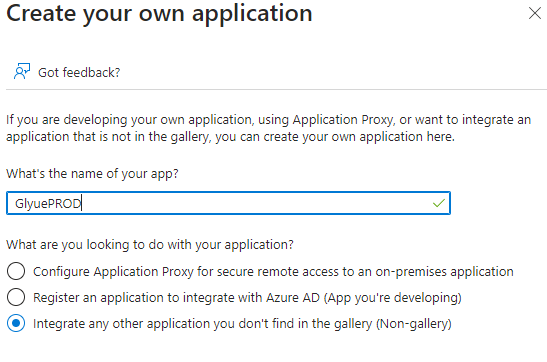 Create your own application
Got feedback?
If you are developing your own application, using Application Proxy, or want to integrate an
application that is not in the gallery, you can create your own application here.
What's the name of your app?
GlyuePROD
What are you looking to do with your application?
Configure Application Proxy for secure remote access to an on-premises application
Register an application to integrate with Azure AD (App you're developing)
Integrate any other application you don't find in the gallery (Non-gallery)